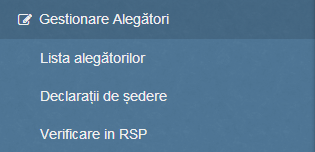 Gestionare Alegători
Lista alegătorilor
Declarații de ședere
Verificare in RSP